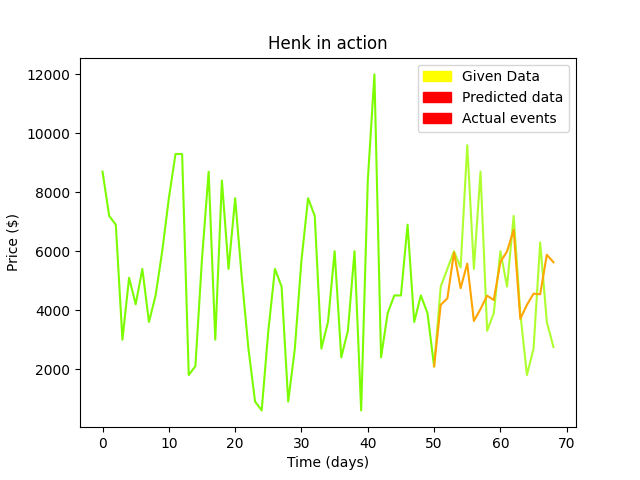 Henk in action
Given Data
Predicted data
Actual events
12000
10000
8000
6000
4000
2000
Price ($)
0 10 20 30 40 50 60 70
Time (days)